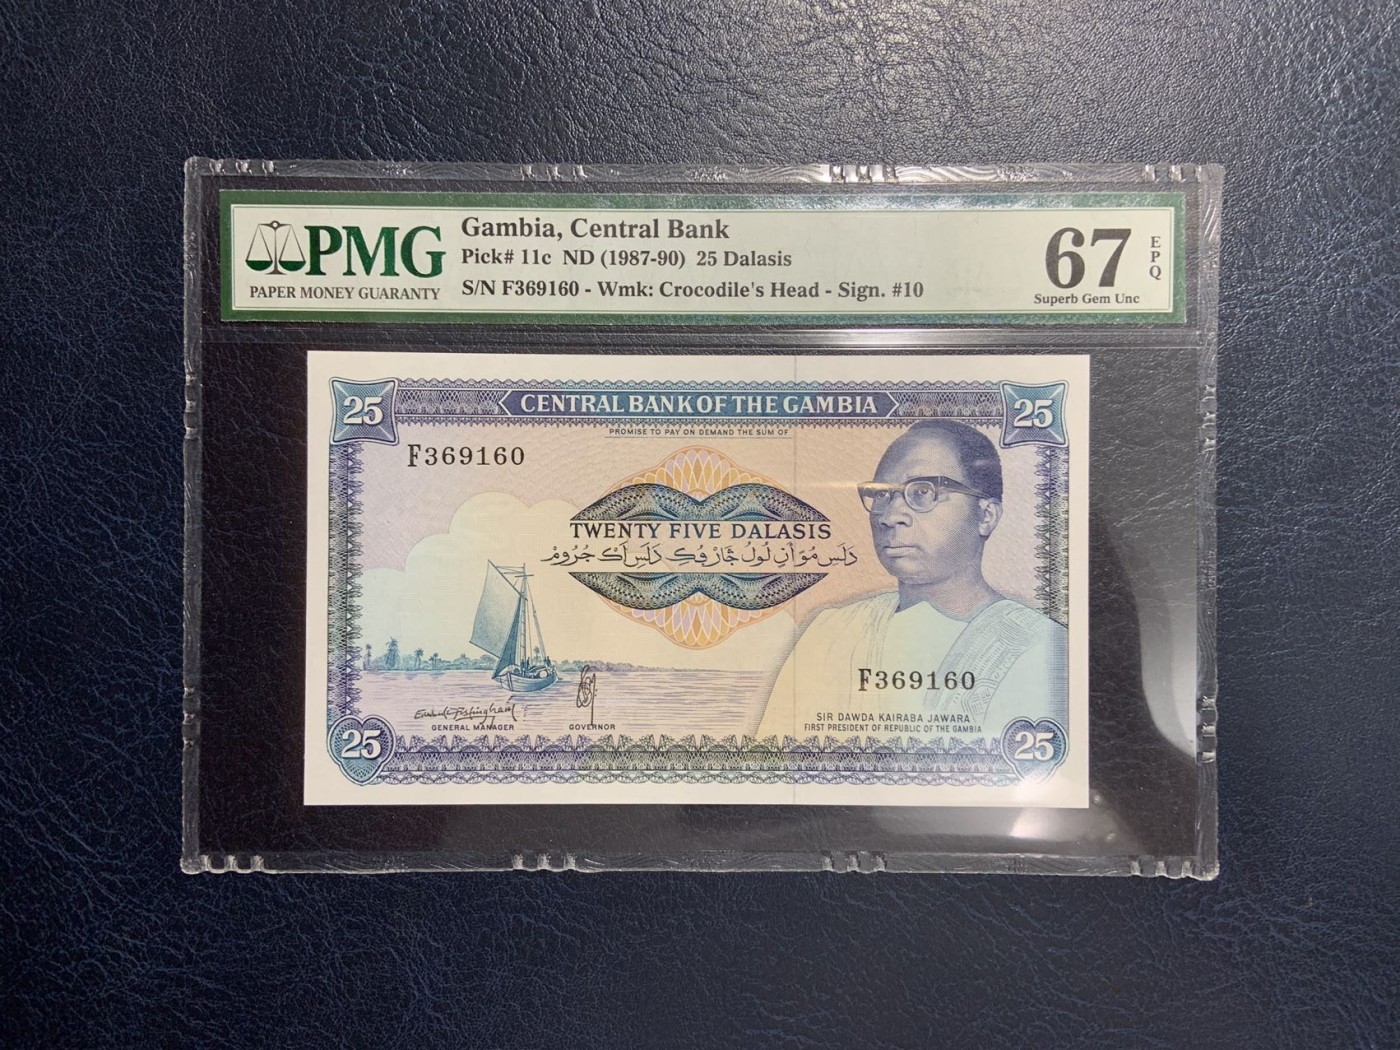 PMG
PAPER MONEY GUARANTY
Gambia, Central Bank
Pick# 11c ND (1987-90) 25 Dalasis
S/N F369160 - Wmk: Crocodile's Head - Sign. #10
67
EPQ
Superb Gem Unc
25
CENTRAL BANK OF THE GAMBIA
25
PROMISE TO PAY ON DEMAND THE SUM OF
F369160
TWENTY FIVE DALASIS
F369160
GENERAL MANAGER
GOVERNOR
SIR DAWDA KAIRABA JAWARA
FIRST PRESIDENT OF REPUBLIC OF THE GAMBIA
25
25